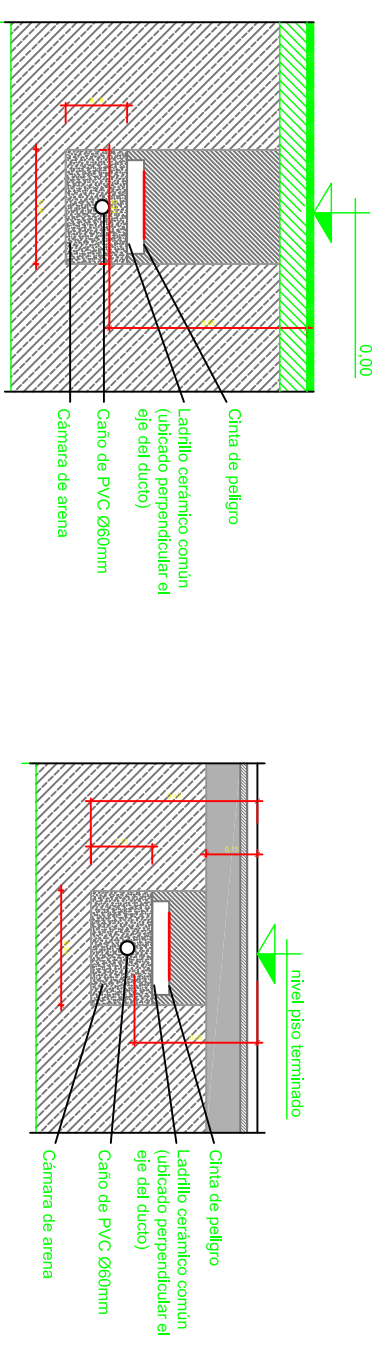 0,00
Cinta de peligro
Ladrillo cerámico común
(ubicado perpendicular el
eje del ducto)
Caño de PVC Ø60mm
Cámara de arena
nivel piso terminado
0,15
Cinta de peligro
Ladrillo cerámico común
(ubicado perpendicular el
eje del ducto)
Caño de PVC Ø60mm
Cámara de arena